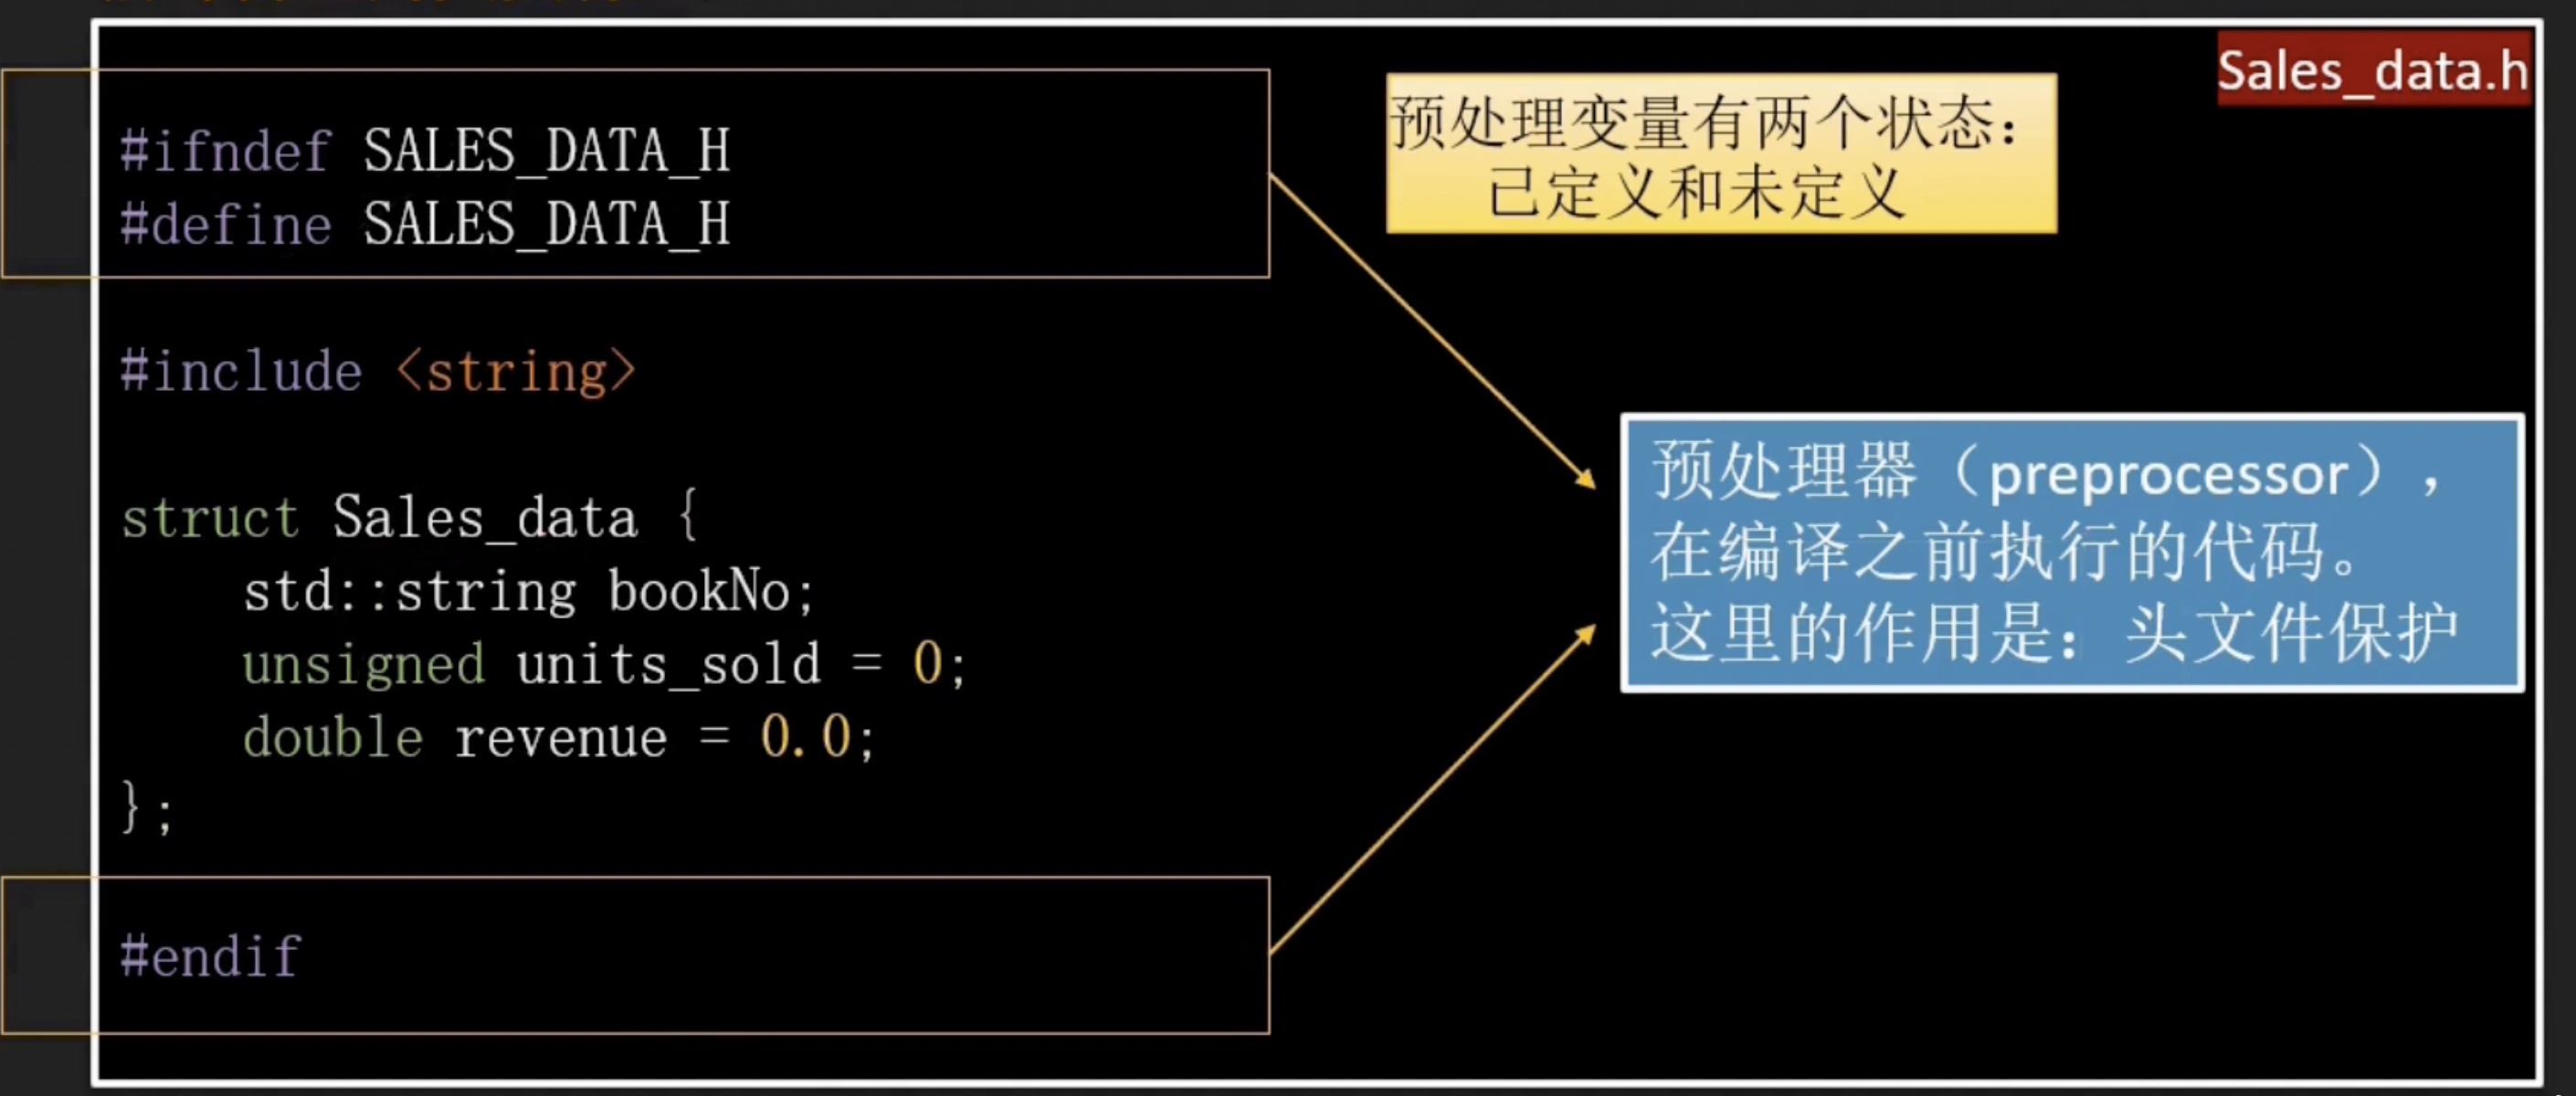 Sales_data.h
#ifndef SALES_DATA_H
#define SALES_DATA_H
预处理变量有两个状态：
已定义和未定义
#include <string>
struct Sales_data {
std::string bookNo;
unsigned units_sold = 0;
double revenue = 0.0;
};
预处理器（preprocessor），
在编译之前执行的代码。
这里的作用是：头文件保护
#endif